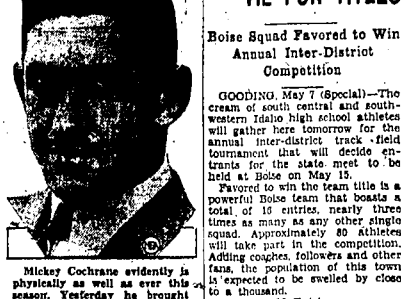 Boise Squad Favored to Win
Annual Inter-District
Competition
GOODING, May 7 (Special)—The
cream of south central and south-
western Idaho high school athletes
will gather here tomorrow for the
annual inter-district track-field
tournament that will decide en-
trants for the state meet to be
held at Boise on May 15.
Favored to win the team title is a
powerful Boise team that boasts a
total of 16 entries, nearly three
times as many as any other single
squad. Approximately 80 athletes
will take part in the competition.
Adding coaches, followers and other
fans, the population of this town
is expected to be swelled by close
to a thousand.
Mickey Cochrane evidently is
physically as well as ever this
season. Yesterday he brought